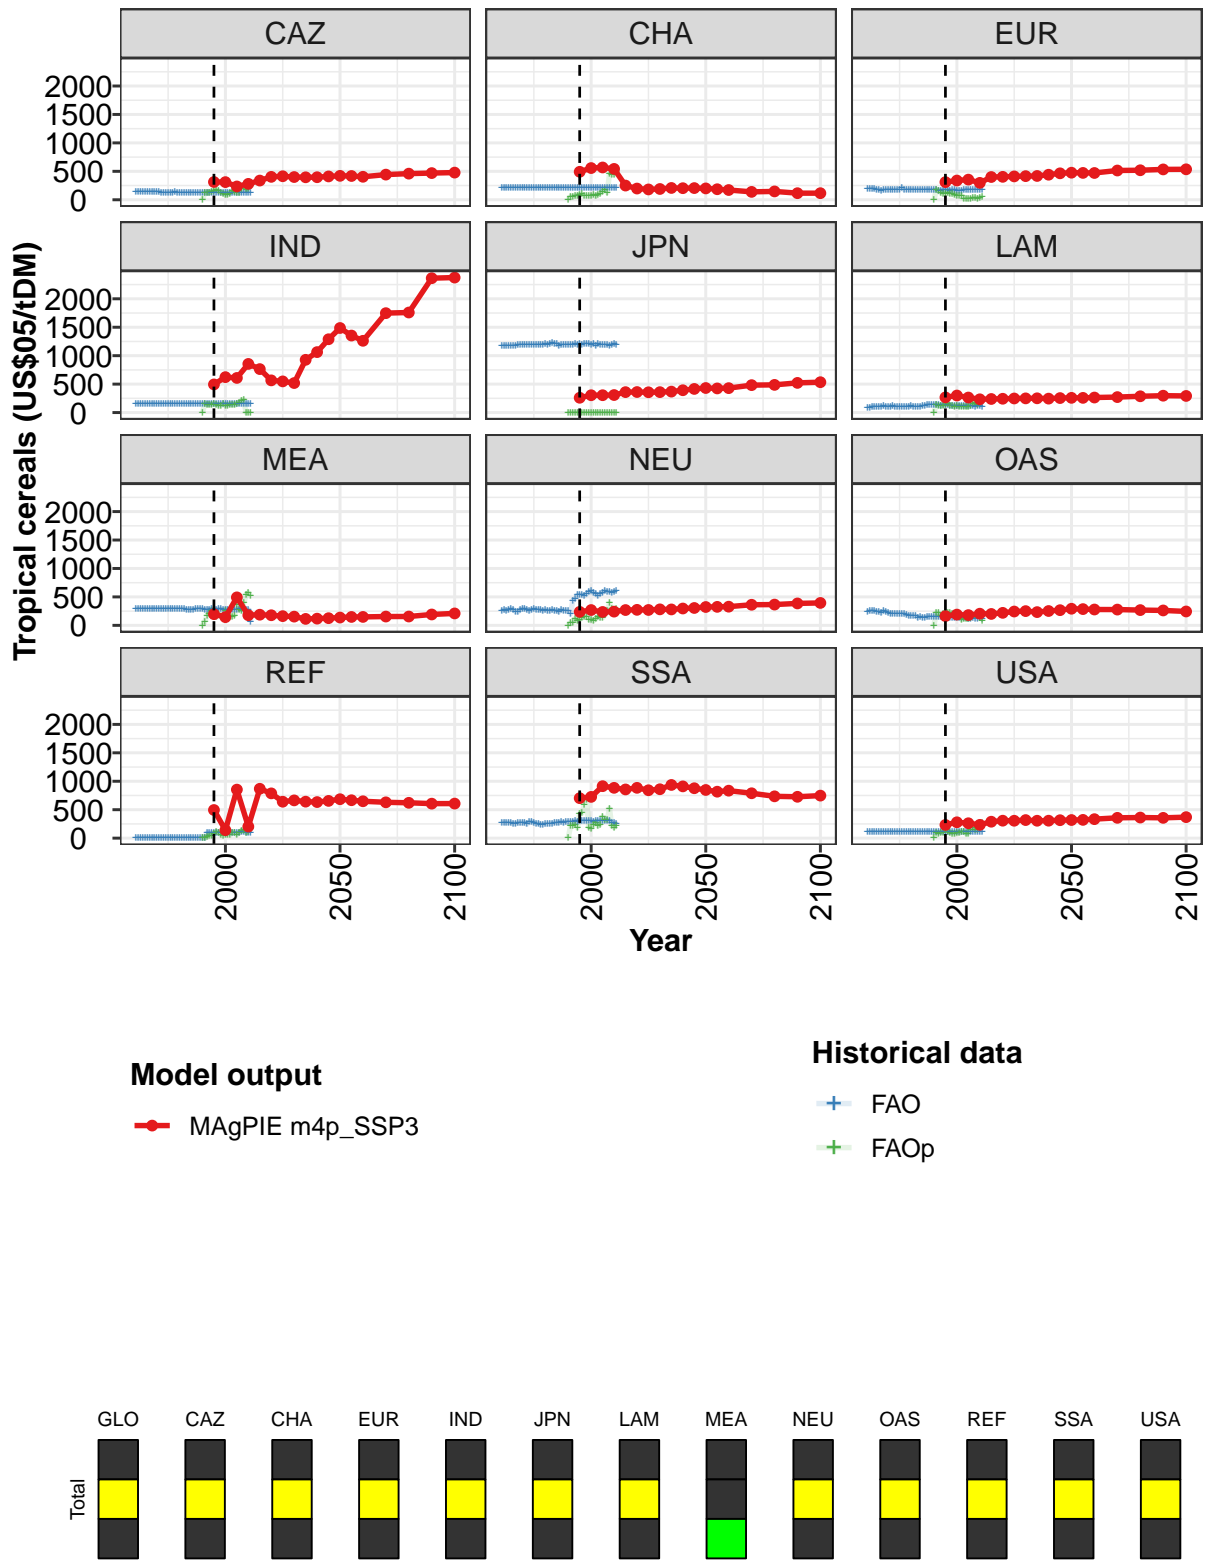 CAZ CHA EUR
2000
1500
1000
500
0
IND JPN LAM
2000
1500
1000
500
0
MEA NEU OAS
2000
1500
1000
500
0
REF SSA USA
2000
1500
1000
500
0
Tropical cereals (US$05/tDM)
2000 2050 2100 2000 2050 2100 2000 2050 2100
Year
Model output
MAgPIE m4p_SSP3
Historical data
FAO
FAOp
GLO CAZ CHA EUR IND JPN LAM MEA NEU OAS REF SSA USA
Total